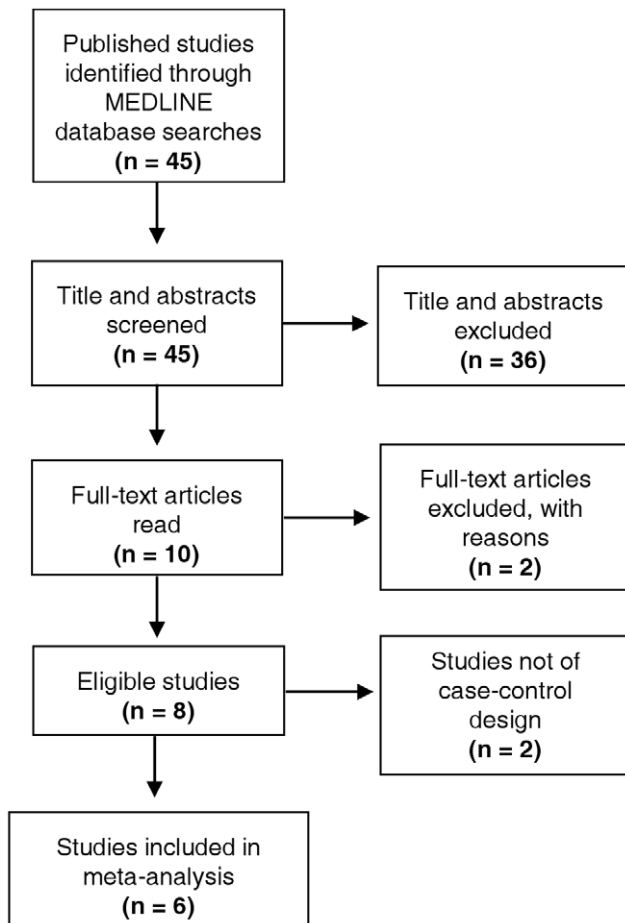 Published studies
identified through
MEDLINE
database searches
(n = 45)
Title and abstracts
screened
(n = 45)
Title and abstracts
excluded
(n = 36)
Full-text articles
read
(n = 10)
Full-text articles
excluded, with
reasons
(n = 2)
Eligible studies
(n = 8)
Studies not of
case-control
design
(n = 2)
Studies included in
meta-analysis
(n = 6)